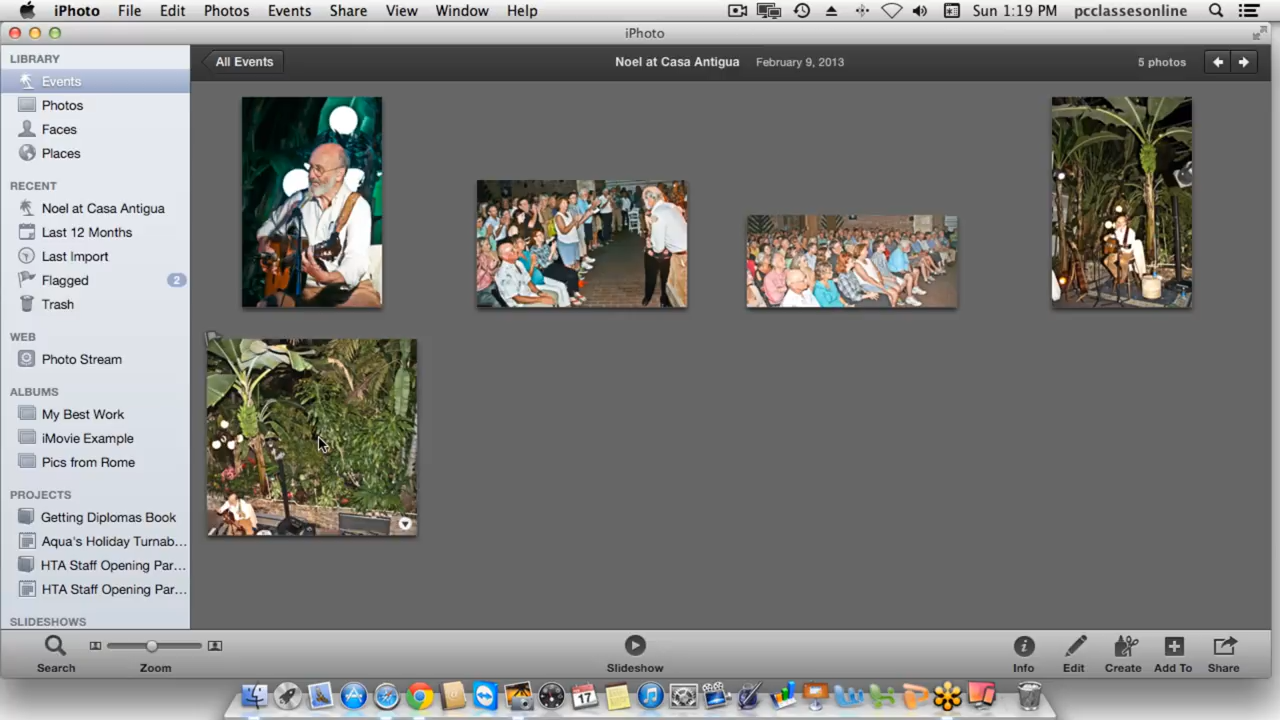 iPhoto File Edit Photos Events Share View Window Help Sun 1:19 PM pcclassesonline
iPhoto
LIBRARY
Events
Photos
Faces
Places
RECENT
Noel at Casa Antigua
Last 12 Months
Last Import
Flagged 2
Trash
WEB
Photo Stream
ALBUMS
My Best Work
iMovie Example
Pics from Rome
PROJECTS
Getting Diplomas Book
Aqua's Holiday Turnab...
HTA Staff Opening Par...
HTA Staff Opening Par...
SLIDESHOWS
All Events
Noel at Casa Antigua February 9, 2013
5 photos
Search
Zoom
Slideshow
Info
Edit
Create
Add To
Share
17